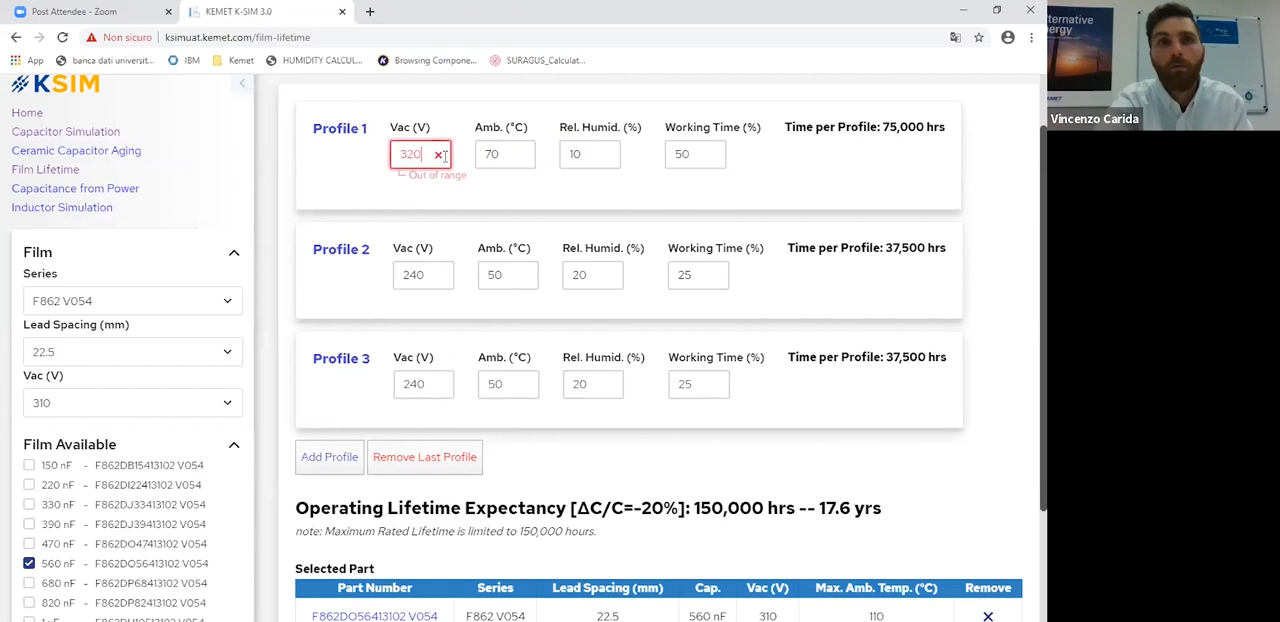 Post Attendee - Zoom
KEMET K-SIM 3.0
Non sicuro
ksimuat.kemet.com/film-lifetime
App
banca dati universit...
IBM
Kemet
HUMIDITY CALCUL...
Browsing Compone...
SURAGUS_Calculat...
KSIM
Home
Capacitor Simulation
Ceramic Capacitor Aging
Film Lifetime
Capacitance from Power
Inductor Simulation
Film
Series
F862 V054
Lead Spacing (mm)
22.5
Vac (V)
310
Film Available
150 nF - F862DB15413102 V054
220 nF - F862DI22413102 V054
330 nF - F862DJ33413102 V054
390 nF - F862DJ39413102 V054
470 nF - F862DO47413102 V054
560 nF - F862DO56413102 V054
680 nF - F862DP68413102 V054
820 nF - F862DP82413102 V054
Profile 1 Vac (V) Amb. (°C) Rel. Humid. (%) Working Time (%) Time per Profile: 75,000 hrs
320 70 10 50
Out of range
Profile 2 Vac (V) Amb. (°C) Rel. Humid. (%) Working Time (%) Time per Profile: 37,500 hrs
240 50 20 25
Profile 3 Vac (V) Amb. (°C) Rel. Humid. (%) Working Time (%) Time per Profile: 37,500 hrs
240 50 20 25
Add Profile Remove Last Profile
Operating Lifetime Expectancy [ΔC/C=-20%]: 150,000 hrs -- 17.6 yrs
note: Maximum Rated Lifetime is limited to 150,000 hours.
Selected Part
Part Number Series Lead Spacing (mm) Cap. Vac (V) Max. Amb. Temp. (°C) Remove
F862DO56413102 V054 F862 V054 22.5 560 nF 310 110
Vincenzo Carida